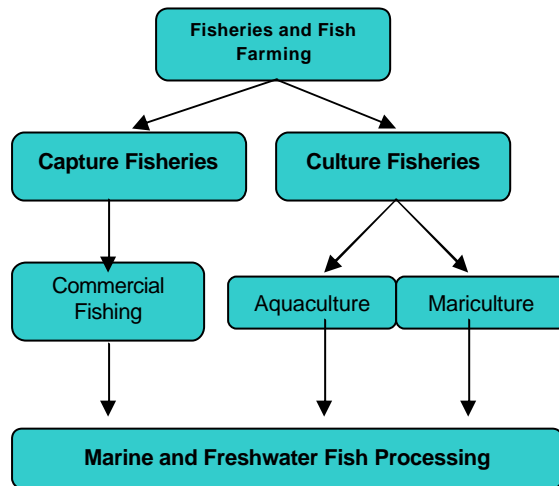 Fisheries and Fish
Farming
Capture Fisheries
Culture Fisheries
Commercial
Fishing
Aquaculture
Mariculture
Marine and Freshwater Fish Processing